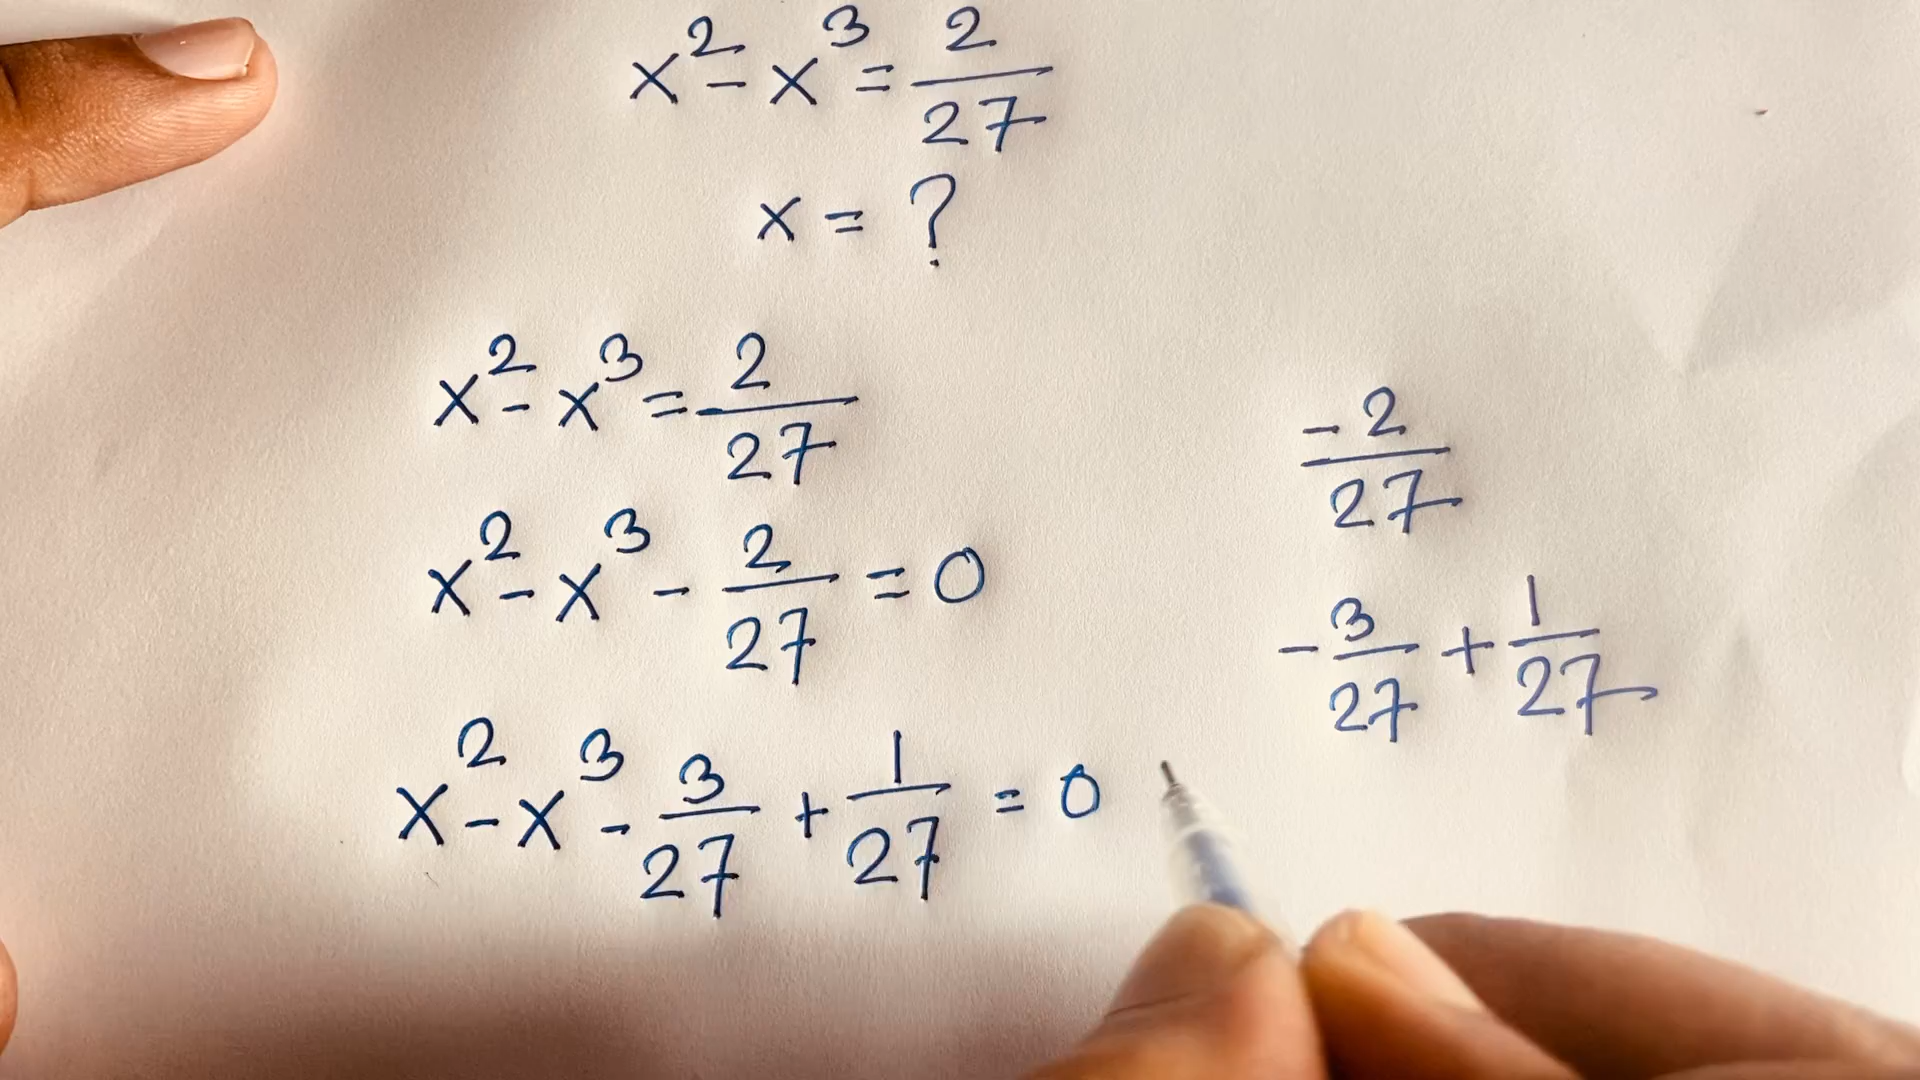 x² - x³ = 2/27
x = ?
x² - x³ = 2/27
x² - x³ - 2/27 = 0
x² - x³ - 3/27 + 1/27 = 0
-2/27
-3/27 + 1/27